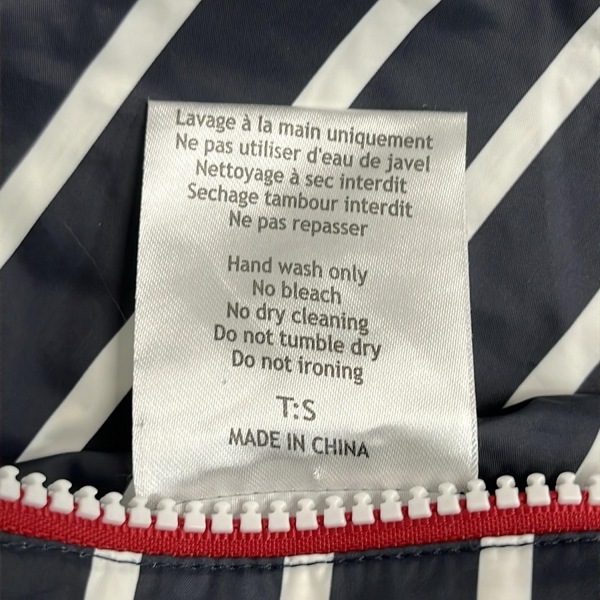 Lavage à la main uniquement
Ne pas utiliser d'eau de javel
Nettoyage à sec interdit
Sechage tambour interdit
Ne pas repasser
Hand wash only
No bleach
No dry cleaning
Do not tumble dry
Do not ironing
T:S
MADE IN CHINA